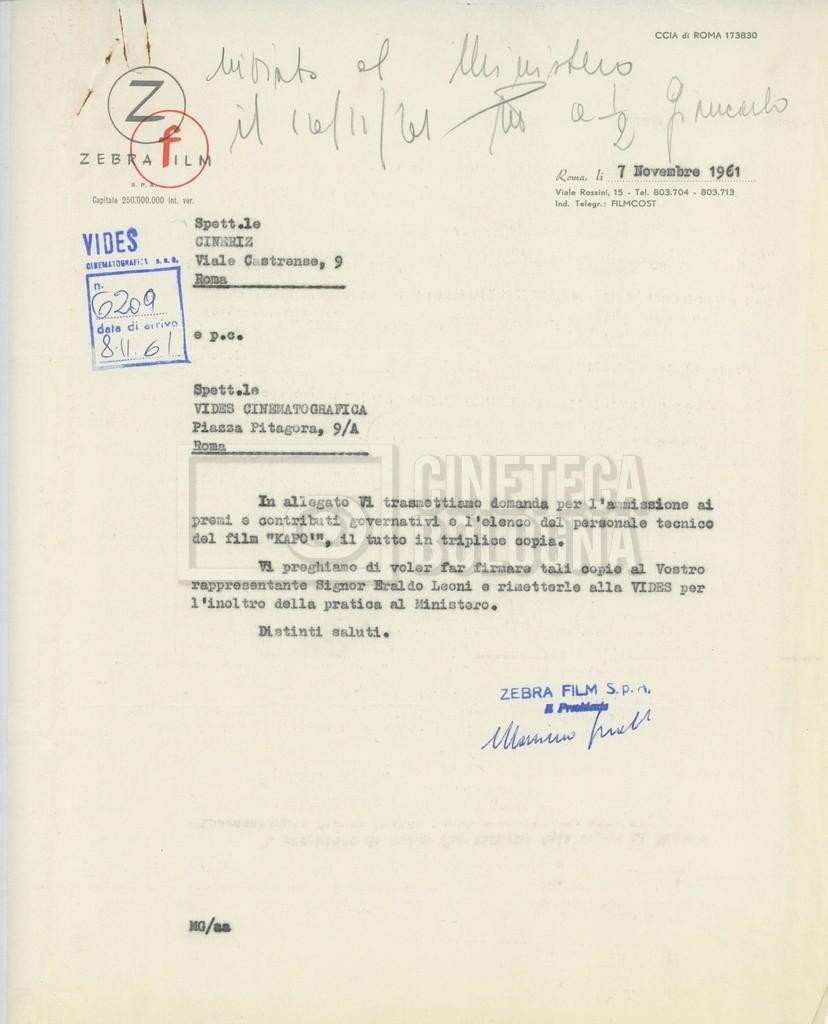 CCIA di ROMA 173830
al Ministero
il 16/11/61 a ½ Giancarlo
Z f
ZEBRA FILM
S. P. A.
Capitale 250.000.000 int. ver.
Roma, li 7 Novembre 1961
Viale Rossini, 15 - Tel. 803.704 - 803.713
Ind. Telegr.: FILMCOST
Spett.le
CINERIZ
Viale Castrense, 9
Roma
VIDES
CINEMATOGRAFICA s.a.s.
n.
6209
data di arrivo
8.11.61
e p.c.
Spett.le
VIDES CINEMATOGRAFICA
Piazza Pitagora, 9/A
Roma
CINETECA
BOLOGNA
In allegato Vi trasmettiamo domanda per l'ammissione ai
premi e contributi governativi e l'elenco del personale tecnico
del film "KAPO'", il tutto in triplice copia.
Vi preghiamo di voler far firmare tali copie al Vostro
rappresentante Signor Eraldo Leoni e rimetterle alla VIDES per
l'inoltro della pratica al Ministero.
Distinti saluti.
ZEBRA FILM S.p.A.
Il Presidente
MG/aa